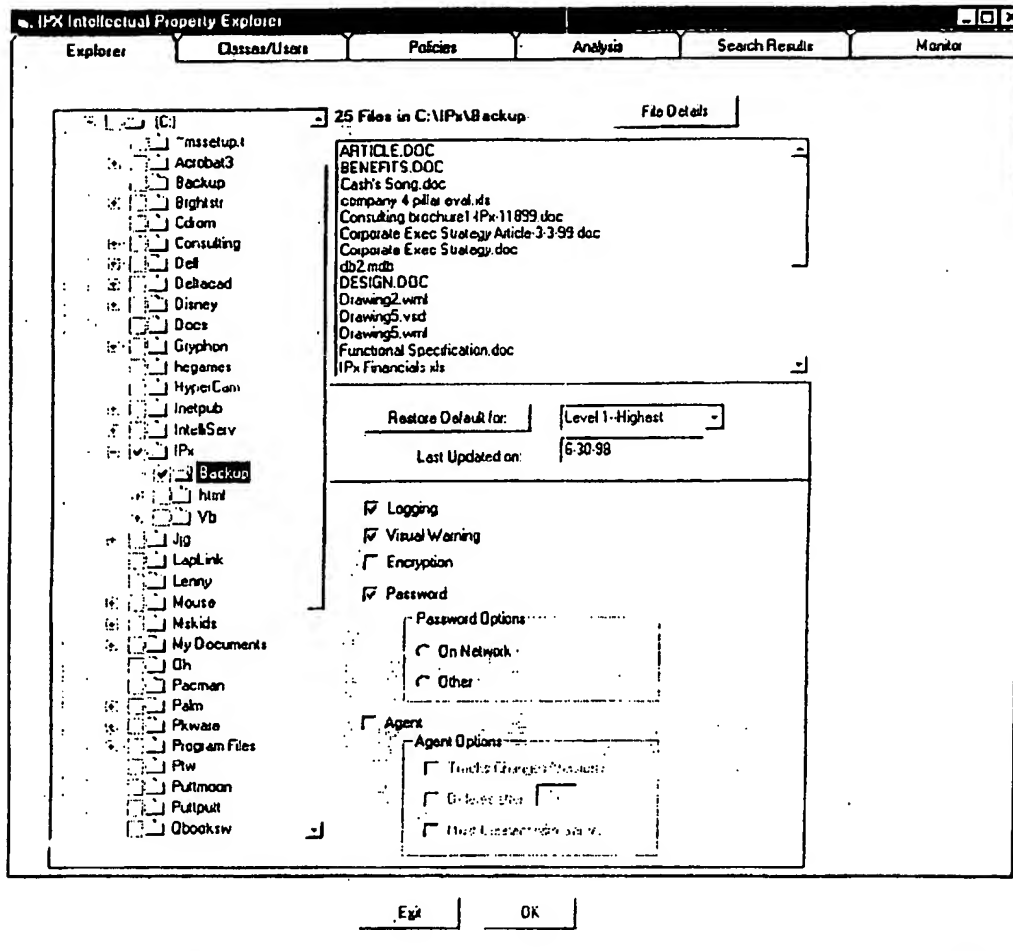 IPX Intellectual Property Explorer
Explorer
Classes/Users
Policies
Analysis
Search Results
Monitor
[C:]
~mssetup.t
Acrobat3
Backup
Brightstr
Cdrom
Consulting
Dell
Deltacad
Disney
Docs
Gryphon
hegames
HyperCam
Inetpub
IntelliServ
IPx
Backup
html
Vb
Jig
LapLink
Lenny
Mouse
Mskids
My Documents
Oh
Pacman
Palm
Pkware
Program Files
Ptw
Puttmoon
Puttputt
Qbooksw
25 Files in C:\IPx\Backup
File Details
ARTICLE.DOC
BENEFITS.DOC
Cash's Song.doc
company 4 pillar eval.xls
Consulting brochure1-IPx-11899.doc
Corporate Exec Strategy Article-3-3-99.doc
Corporate Exec Strategy.doc
db2.mdb
DESIGN.DOC
Drawing2.wmf
Drawing5.vsd
Drawing5.wmf
Functional Specification.doc
IPx Financials.xls
Restore Default for:
Level 1--Highest
Last Updated on:
6-30-98
Logging
Visual Warning
Encryption
Password
Password Options
On Network
Other
Agent
Agent Options
Exit
OK